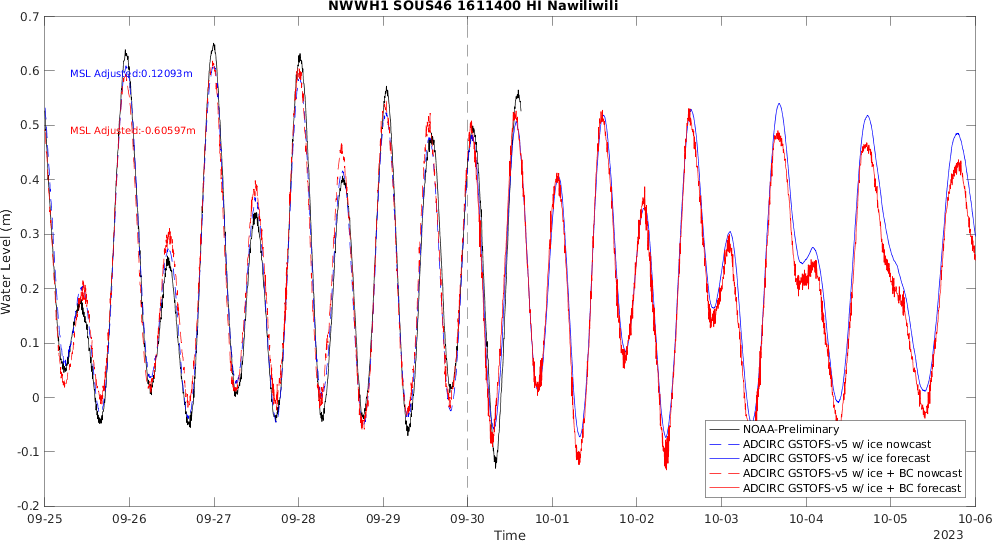 NWWH1 SOUS46 1611400 HI Nawiliwili
0.7
0.6
0.5
0.4
0.3
0.2
0.1
0
-0.1
-0.2
Water Level (m)
MSL Adjusted:0.12093m
MSL Adjusted:-0.60597m
NOAA-Preliminary
ADCIRC GSTOFS-v5 w/ ice nowcast
ADCIRC GSTOFS-v5 w/ ice forecast
ADCIRC GSTOFS-v5 w/ ice + BC nowcast
ADCIRC GSTOFS-v5 w/ ice + BC forecast
09-25 09-26 09-27 09-28 09-29 09-30 10-01 10-02 10-03 10-04 10-05 10-06
Time
2023